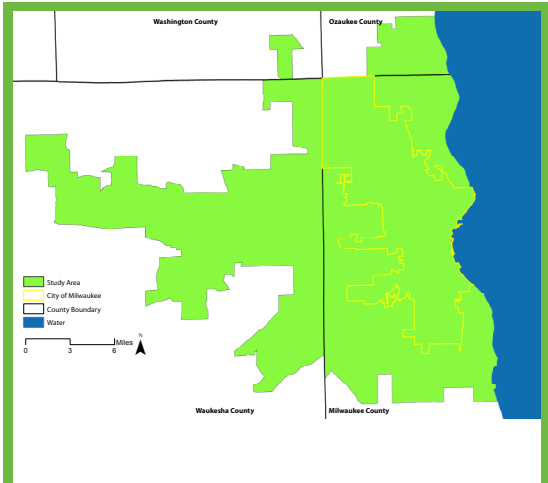 Washington County
Ozaukee County
Study Area
City of Milwaukee
County Boundary
Water
Miles
N
0
3
6
Waukesha County
Milwaukee County